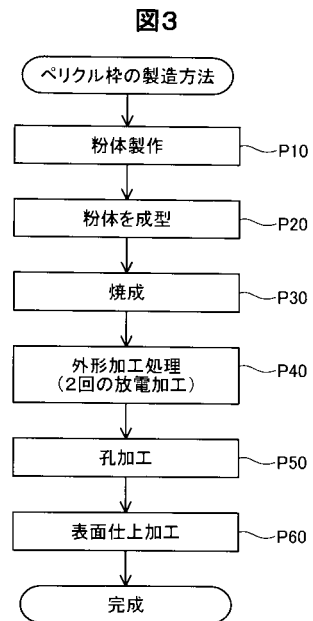 図3
ペリクル枠の製造方法
粉体製作
P10
粉体を成型
P20
焼成
P30
外形加工処理
(2回の放電加工)
P40
孔加工
P50
表面仕上加工
P60
完成